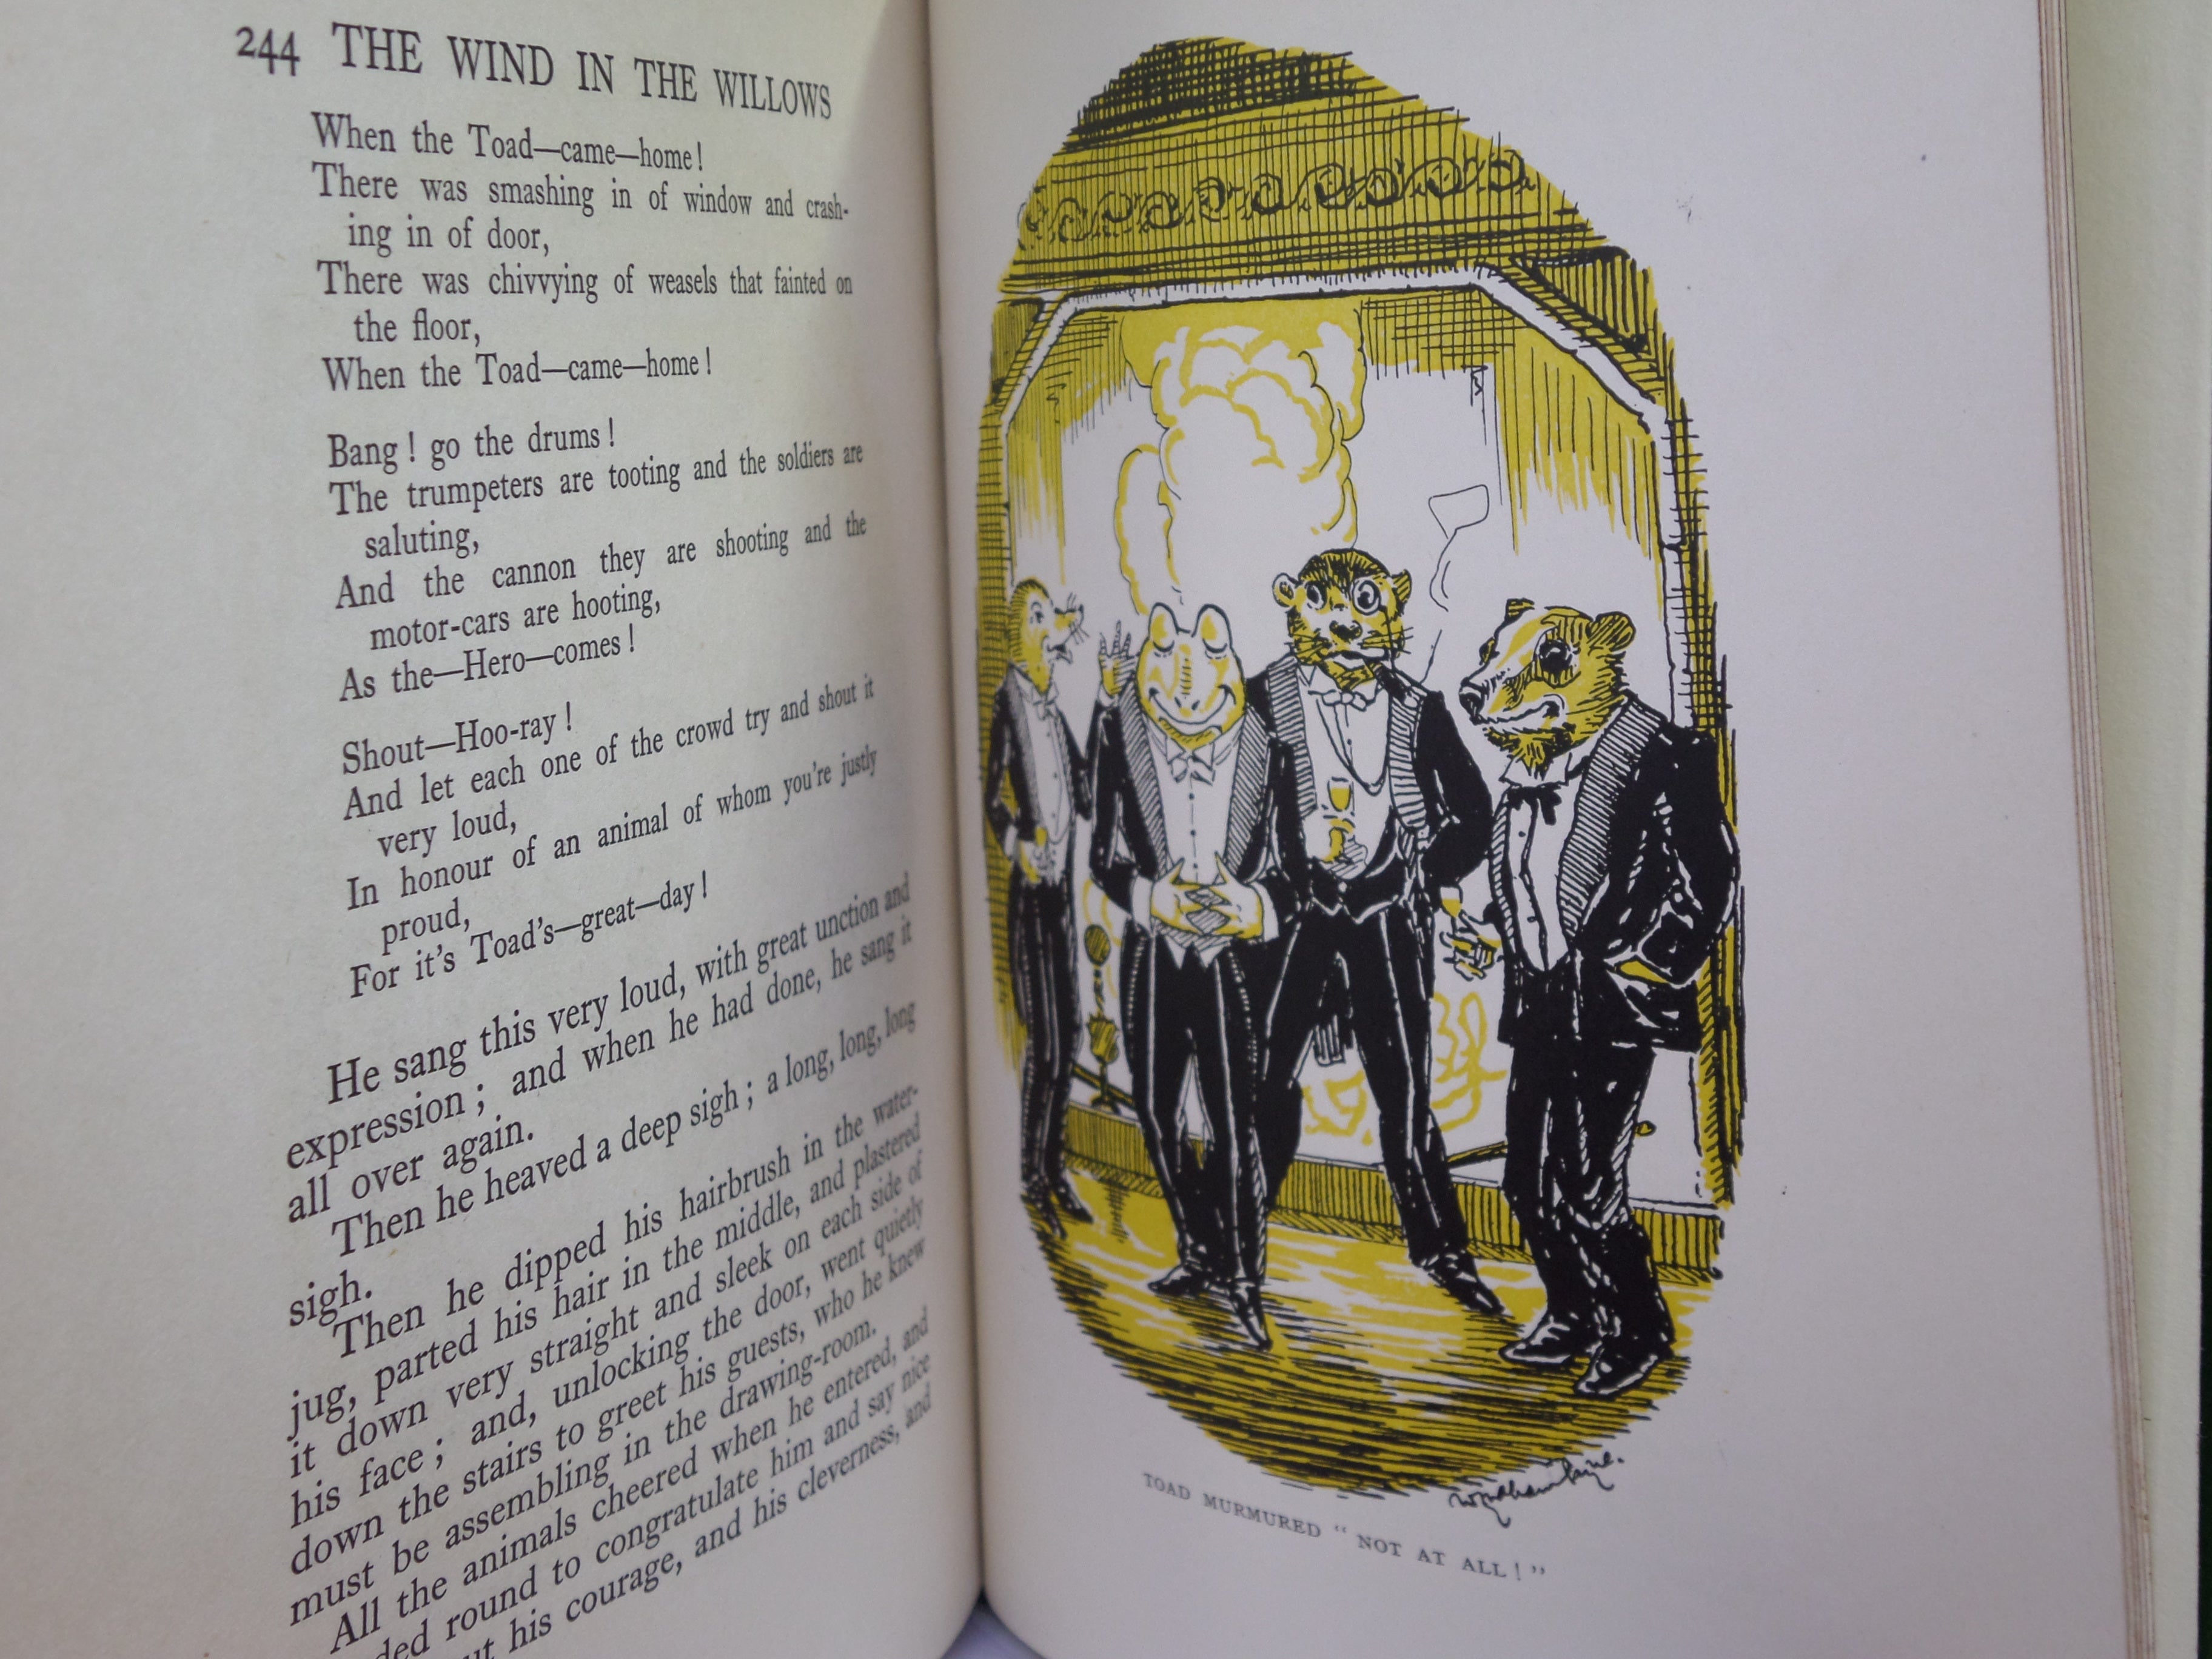 244 THE WIND IN THE WILLOWS
When the Toad—came—home!
There was smashing in of window and crash-
ing in of door,
There was chivvying of weasels that fainted on
the floor,
When the Toad—came—home!
Bang! go the drums!
The trumpeters are tooting and the soldiers are
saluting,
And the cannon they are shooting and the
motor-cars are hooting,
As the—Hero—comes!
Shout—Hoo-ray!
And let each one of the crowd try and shout it
very loud,
In honour of an animal of whom you're justly
proud,
For it's Toad's—great—day!
He sang this very loud, with great unction and
expression; and when he had done, he sang it
all over again.
Then he heaved a deep sigh; a long, long, long
sigh.
Then he dipped his hairbrush in the water-
jug, parted his hair in the middle, and plastered
it down very straight and sleek on each side of
his face; and, unlocking the door, went quietly
down the stairs to greet his guests, who he knew
must be assembling in the drawing-room.
All the animals cheered when he entered, and
round to congratulate him and say nice
his courage, and his cleverness, and
Wyndham Payne.
TOAD MURMURED "NOT AT ALL!"